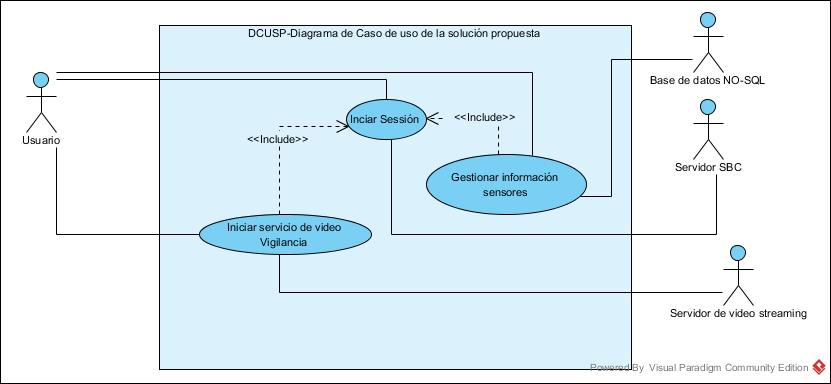 DCUSP-Diagrama de Caso de uso de la solución propuesta
Base de datos NO-SQL
Usuario
Inciar Sessión
<<Include>>
<<Include>>
Servidor SBC
Gestionar información
sensores
Iniciar servicio de video
Vigilancia
Servidor de video streaming
Powered By Visual Paradigm Community Edition